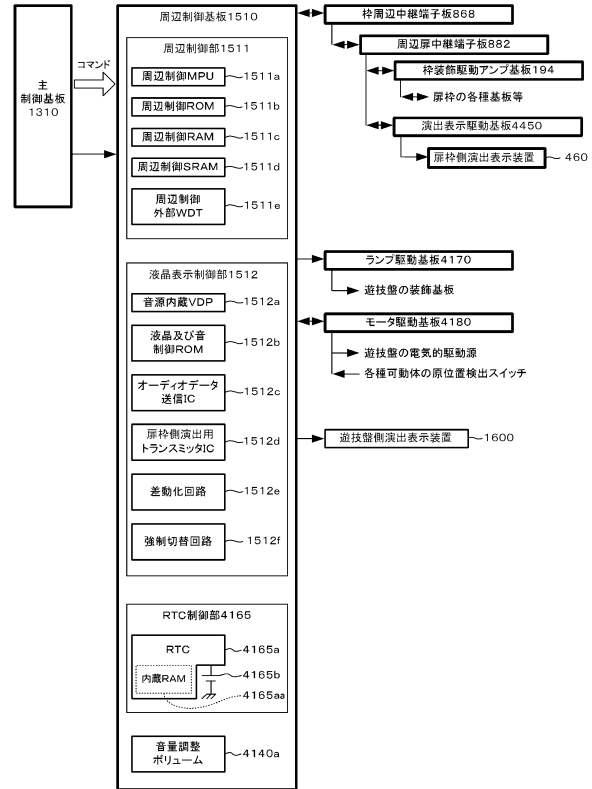 主
制御基板
1310
コマンド
周辺制御基板1510
周辺制御部1511
周辺制御MPU
1511a
周辺制御ROM
1511b
周辺制御RAM
1511c
周辺制御SRAM
1511d
周辺制御
外部WDT
1511e
液晶表示制御部1512
音源内蔵VDP
1512a
液晶及び音
制御ROM
1512b
オーディオデータ
送信IC
1512c
扉枠側演出用
トランスミッタIC
1512d
差動化回路
1512e
強制切替回路
1512f
RTC制御部4165
RTC
4165a
内蔵RAM
4165b
4165aa
音量調整
ボリューム
4140a
枠周辺中継端子板868
周辺扉中継端子板882
枠装飾駆動アンプ基板194
扉枠の各種基板等
演出表示駆動基板4450
扉枠側演出表示装置
460
ランプ駆動基板4170
遊技盤の装飾基板
モータ駆動基板4180
遊技盤の電気的駆動源
各種可動体の原位置検出スイッチ
遊技盤側演出表示装置
1600